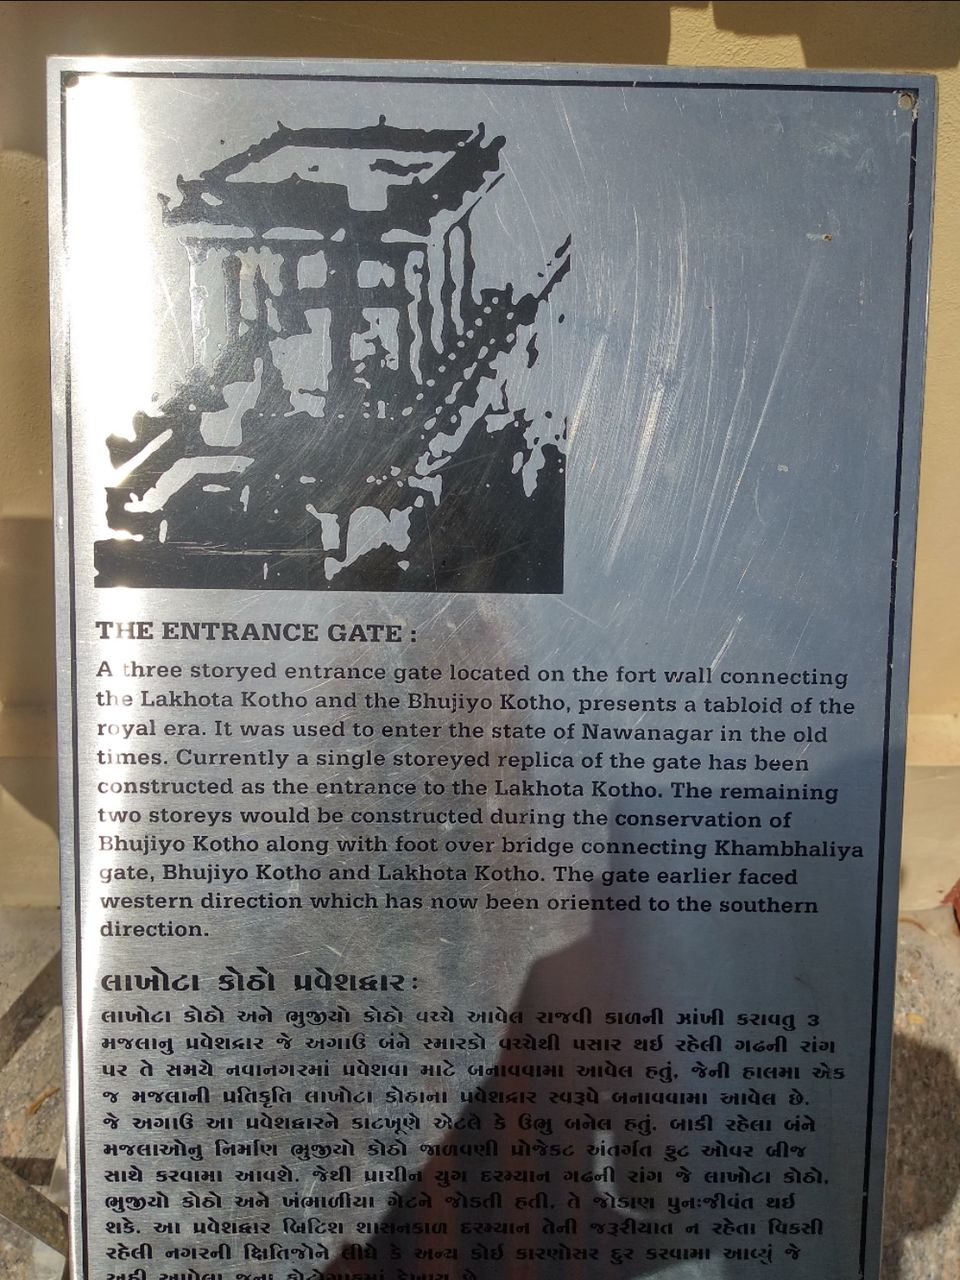 THE ENTRANCE GATE :
A three storyed entrance gate located on the fort wall connecting
the Lakhota Kotho and the Bhujiyo Kotho, presents a tabloid of the
royal era. It was used to enter the state of Nawanagar in the old
times. Currently a single storeyed replica of the gate has been
constructed as the entrance to the Lakhota Kotho. The remaining
two storeys would be constructed during the conservation of
Bhujiyo Kotho along with foot over bridge connecting Khambhaliya
gate, Bhujiyo Kotho and Lakhota Kotho. The gate earlier faced
western direction which has now been oriented to the southern
direction.
લાખોટા કોઠો પ્રવેશદ્વાર :
લાખોટા કોઠો અને ભુજીયો કોઠો વચ્ચે આવેલ રાજવી કાળની ઝાંખી કરાવતુ ૩
મજલાનુ પ્રવેશદ્વાર જે અગાઉ બંને સ્મારકો વચ્ચેથી પસાર થઈ રહેલી ગઢની રાંગ
પર તે સમયે નવાનગરમાં પ્રવેશવા માટે બનાવવામા આવેલ હતું, જેની હાલમા એક
જ મજલાની પ્રતિકૃતિ લાખોટા કોઠાના પ્રવેશદ્વાર સ્વરૂપે બનાવવામા આવેલ છે.
જે અગાઉ આ પ્રવેશદ્વારને કાટખૂણે એટલે કે ઉભુ બનેલ હતું. બાકી રહેલા બંને
મજલાઓનુ નિર્માણ ભુજીયો કોઠો જાળવણી પ્રોજેકટ અંતર્ગત ફુટ ઓવર બીજ
સાથે કરવામા આવશે. જેથી પ્રાચીન યુગ દરમ્યાન ગઢની રાંગ જે લાખોટા કોઠો,
ભુજીયો કોઠો અને ખંભાળીયા ગેટને જોકતી હતી, તે જોડાણ પુનઃજીવંત થઈ
શકે. આ પ્રવેશદ્વાર બ્રિટિશ શાસનકાળ દરમ્યાન તેની જરૂરીયાત ન રહેતા વિકસી
રહેલી નગરની ક્ષિતિજોને લીધે કે અન્ય કોઈ કારણોસર દુર કરવામા આવ્યું જે